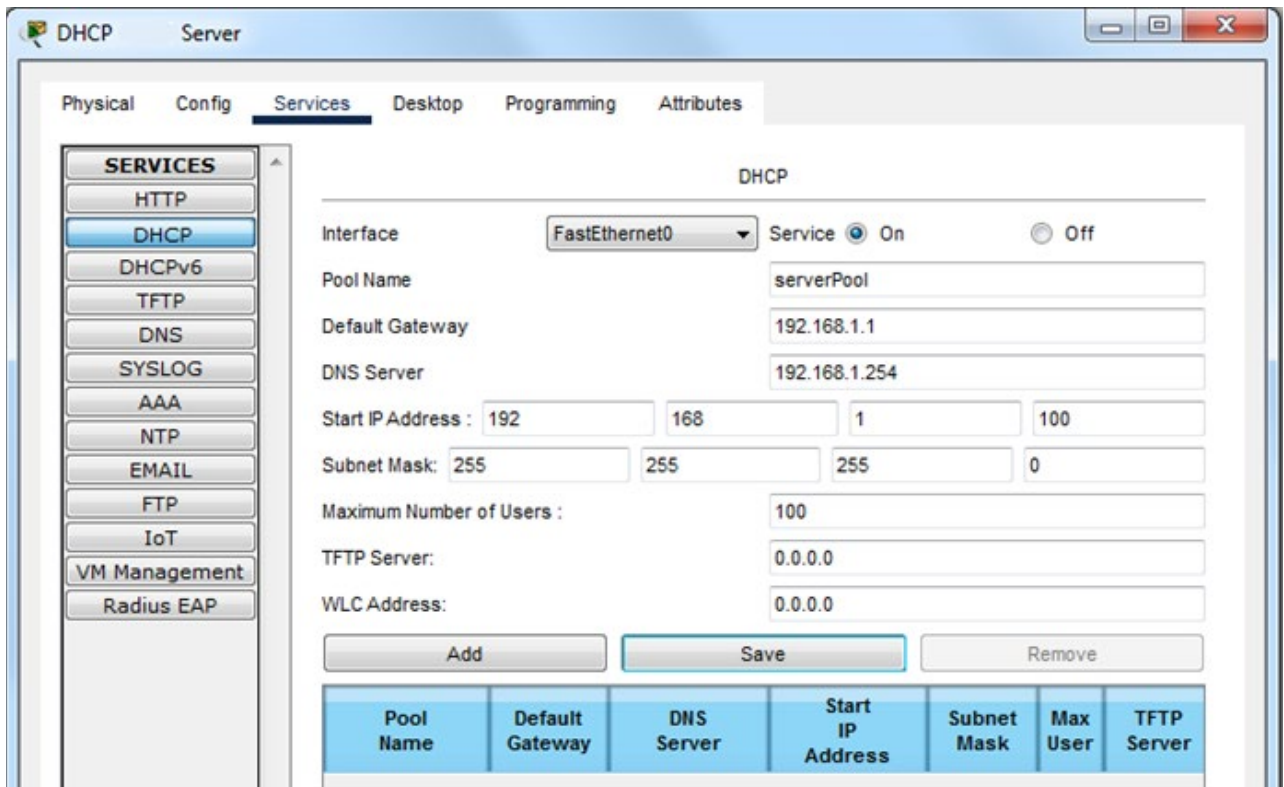 DHCP Server
Physical Config Services Desktop Programming Attributes
SERVICES
HTTP
DHCP
DHCPv6
TFTP
DNS
SYSLOG
AAA
NTP
EMAIL
FTP
IoT
VM Management
Radius EAP
DHCP
Interface FastEthernet0 Service On Off
Pool Name serverPool
Default Gateway 192.168.1.1
DNS Server 192.168.1.254
Start IP Address : 192 168 1 100
Subnet Mask: 255 255 255 0
Maximum Number of Users : 100
TFTP Server: 0.0.0.0
WLC Address: 0.0.0.0
Add Save Remove
Pool Name
Default Gateway
DNS Server
Start IP Address
Subnet Mask
Max User
TFTP Server